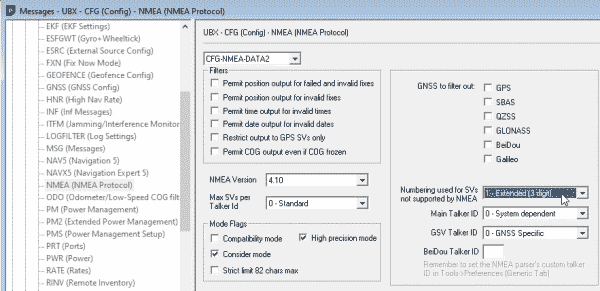 Messages - UBX - CFG (Config) - NMEA (NMEA Protocol)
EKF (EKF Settings)
ESFGWT (Gyro+Wheeltick)
ESRC (External Source Config)
FXN (Fix Now Mode)
GEOFENCE (Geofence Config)
GNSS (GNSS Config)
HNR (High Nav Rate)
INF (Inf Messages)
ITFM (Jamming/Interference Monitor
LOGFILTER (Log Settings)
MSG (Messages)
NAV5 (Navigation 5)
NAVX5 (Navigation Expert 5)
NMEA (NMEA Protocol)
ODO (Odometer/Low-Speed COG filt
PM (Power Management)
PM2 (Extended Power Management)
PMS (Power Management Setup)
PRT (Ports)
PWR (Power)
RATE (Rates)
RINV (Remote Inventory)
UBX - CFG (Config) - NMEA (NMEA Protocol)
CFG-NMEA-DATA2
Filters
Permit position output for failed and invalid fixes
Permit position output for invalid fixes
Permit time output for invalid times
Permit date output for invalid dates
Restrict output to GPS SVs only
Permit COG output even if COG frozen
NMEA Version
4.10
Max SVs per
Talker Id
0 - Standard
Mode Flags
Compatibility mode
High precision mode
Consider mode
Strict limit 82 chars max
GNSS to filter out:
GPS
SBAS
QZSS
GLONASS
BeiDou
Galileo
Numbering used for SVs
not supported by NMEA
1 - Extended (3-digit)
Main Talker ID
0 - System dependent
GSV Talker ID
0 - GNSS Specific
BeiDou Talker ID
Remember to set the NMEA parser's custom talker
ID in Tools->Preferences (Generic Tab)